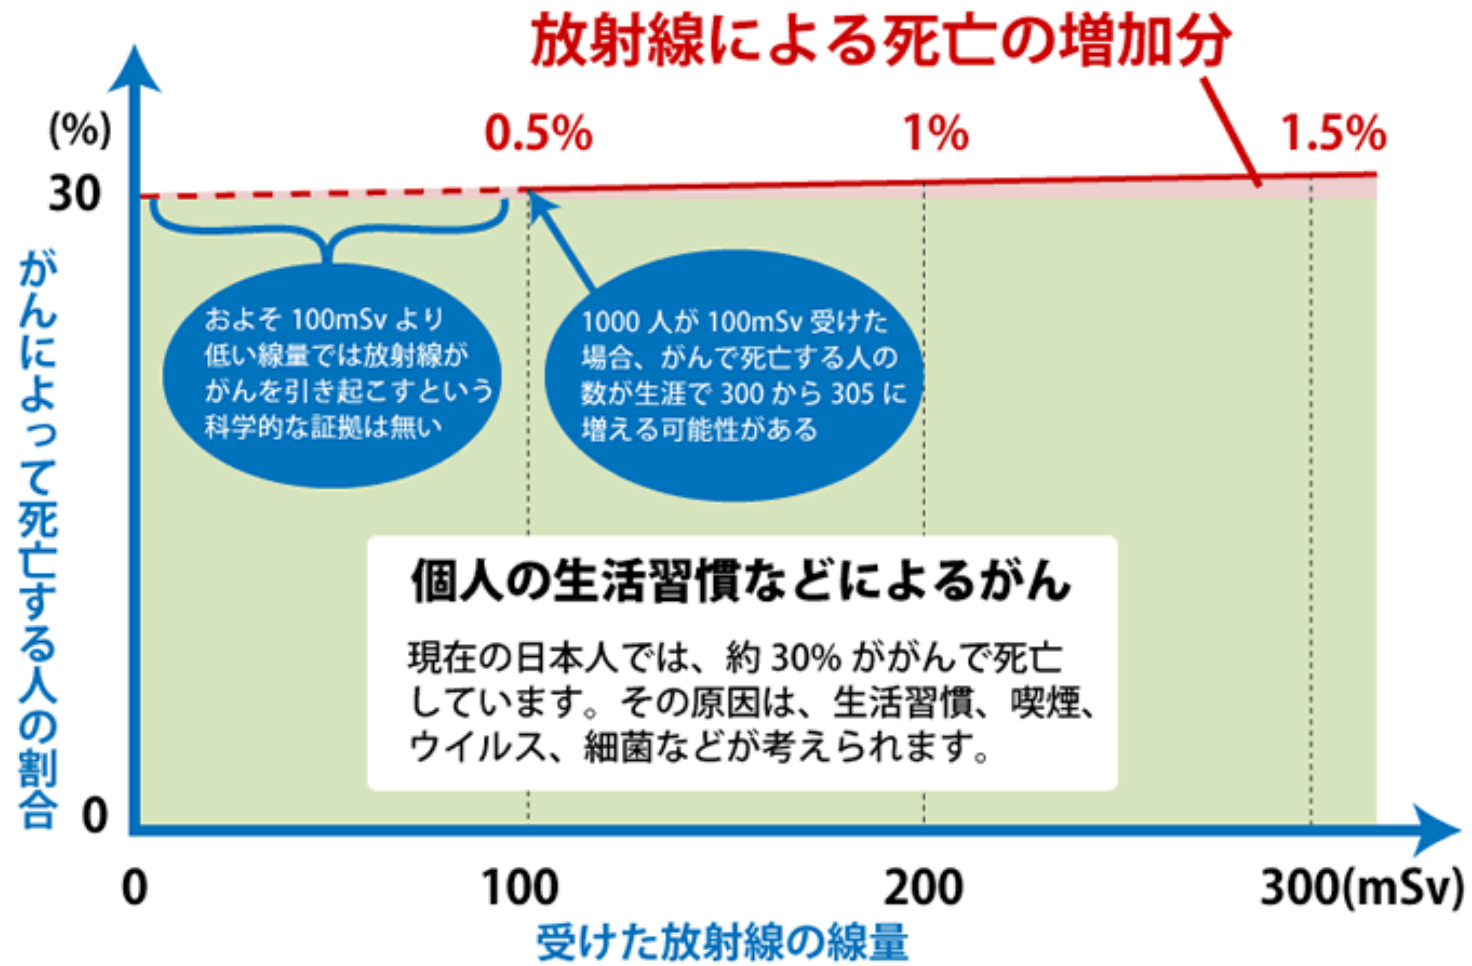 放射線による死亡の増加分
(%)
0.5%
1%
1.5%
30
がんによって死亡する人の割合
およそ 100mSv より
低い線量では放射線が
がんを引き起こすという
科学的な証拠は無い
1000 人が 100mSv 受けた
場合、がんで死亡する人の
数が生涯で 300 から 305 に
増える可能性がある
個人の生活習慣などによるがん
現在の日本人では、約 30% ががんで死亡
しています。その原因は、生活習慣、喫煙、
ウイルス、細菌などが考えられます。
0
0
100
200
300(mSv)
受けた放射線の線量